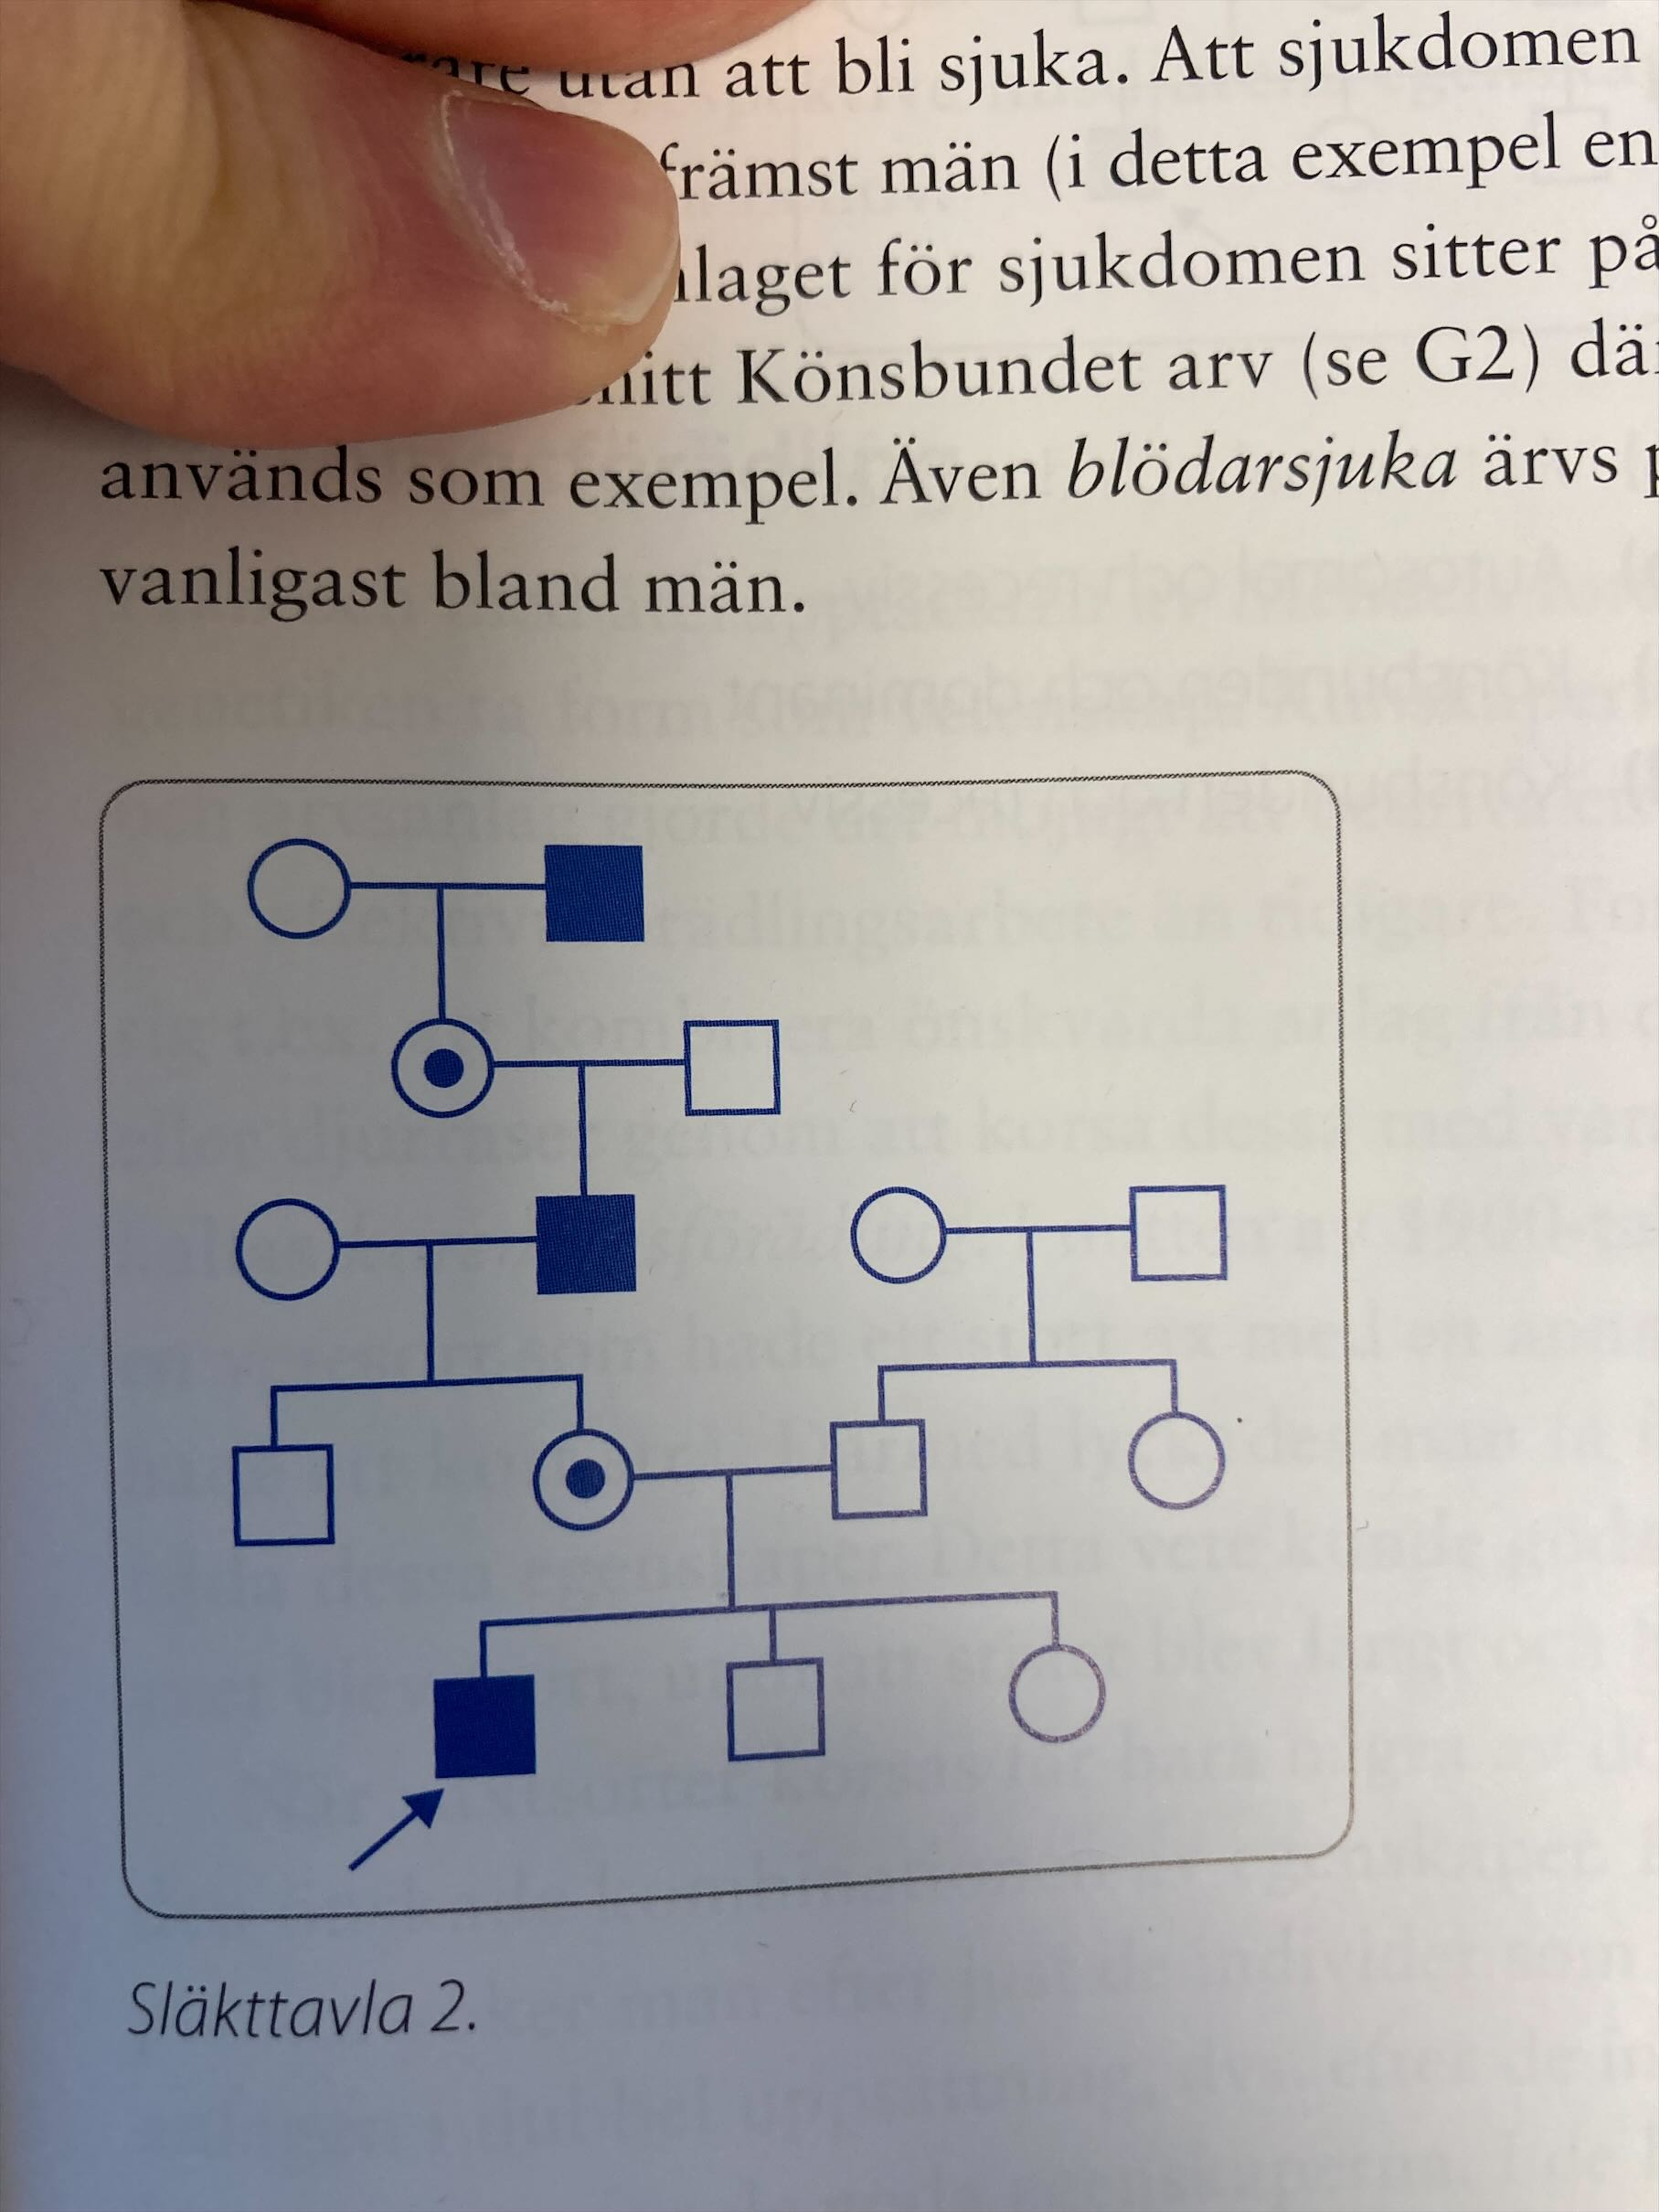 utan att bli sjuka. Att sjukdomen
främst män (i detta exempel en
för sjukdomen sitter på
Könsbundet arv (se G2) där
används som exempel. Även blödarsjuka ärvs
vanligast bland män.
Släkttavla 2.